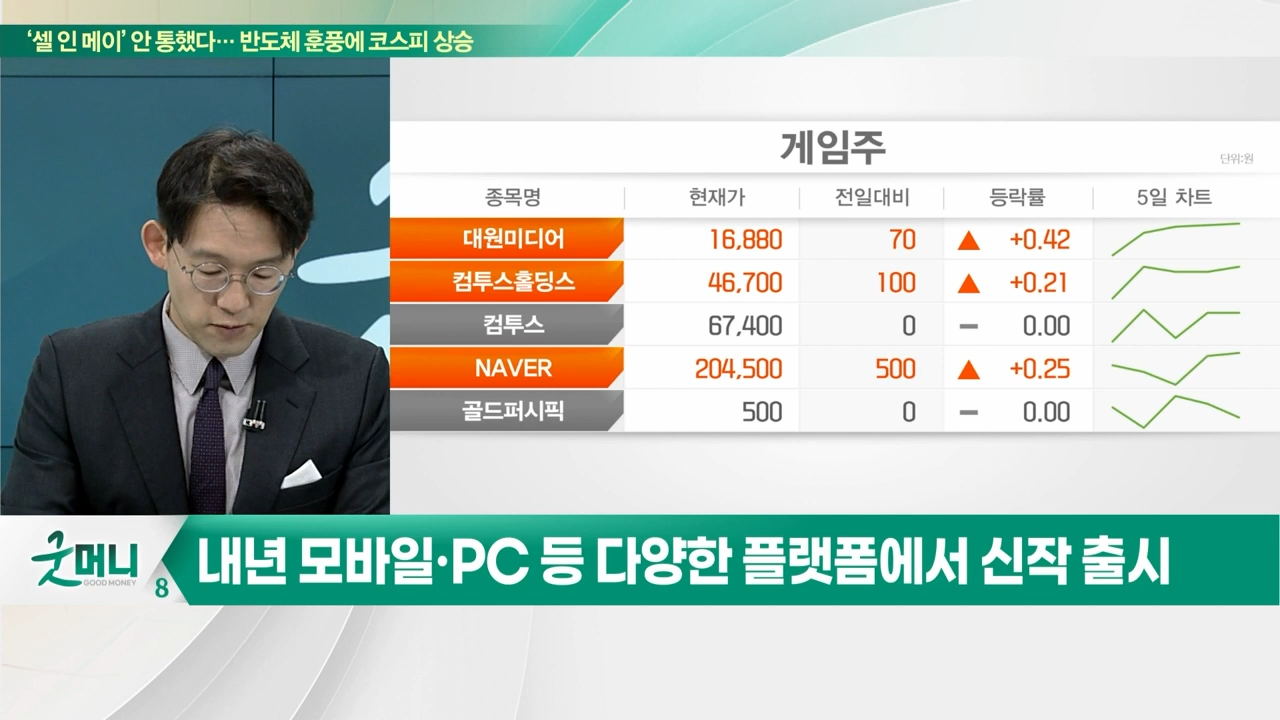 ‘셀 인 메이’ 안 통했다… 반도체 훈풍에 코스피 상승
게임주
단위:원
종목명 현재가 전일대비 등락률 5일 차트
대원미디어 16,880 70 ▲ +0.42
컴투스홀딩스 46,700 100 ▲ +0.21
컴투스 67,400 0 – 0.00
NAVER 204,500 500 ▲ +0.25
골드퍼시픽 500 0 – 0.00
굿머니
GOOD MONEY
8
내년 모바일·PC 등 다양한 플랫폼에서 신작 출시